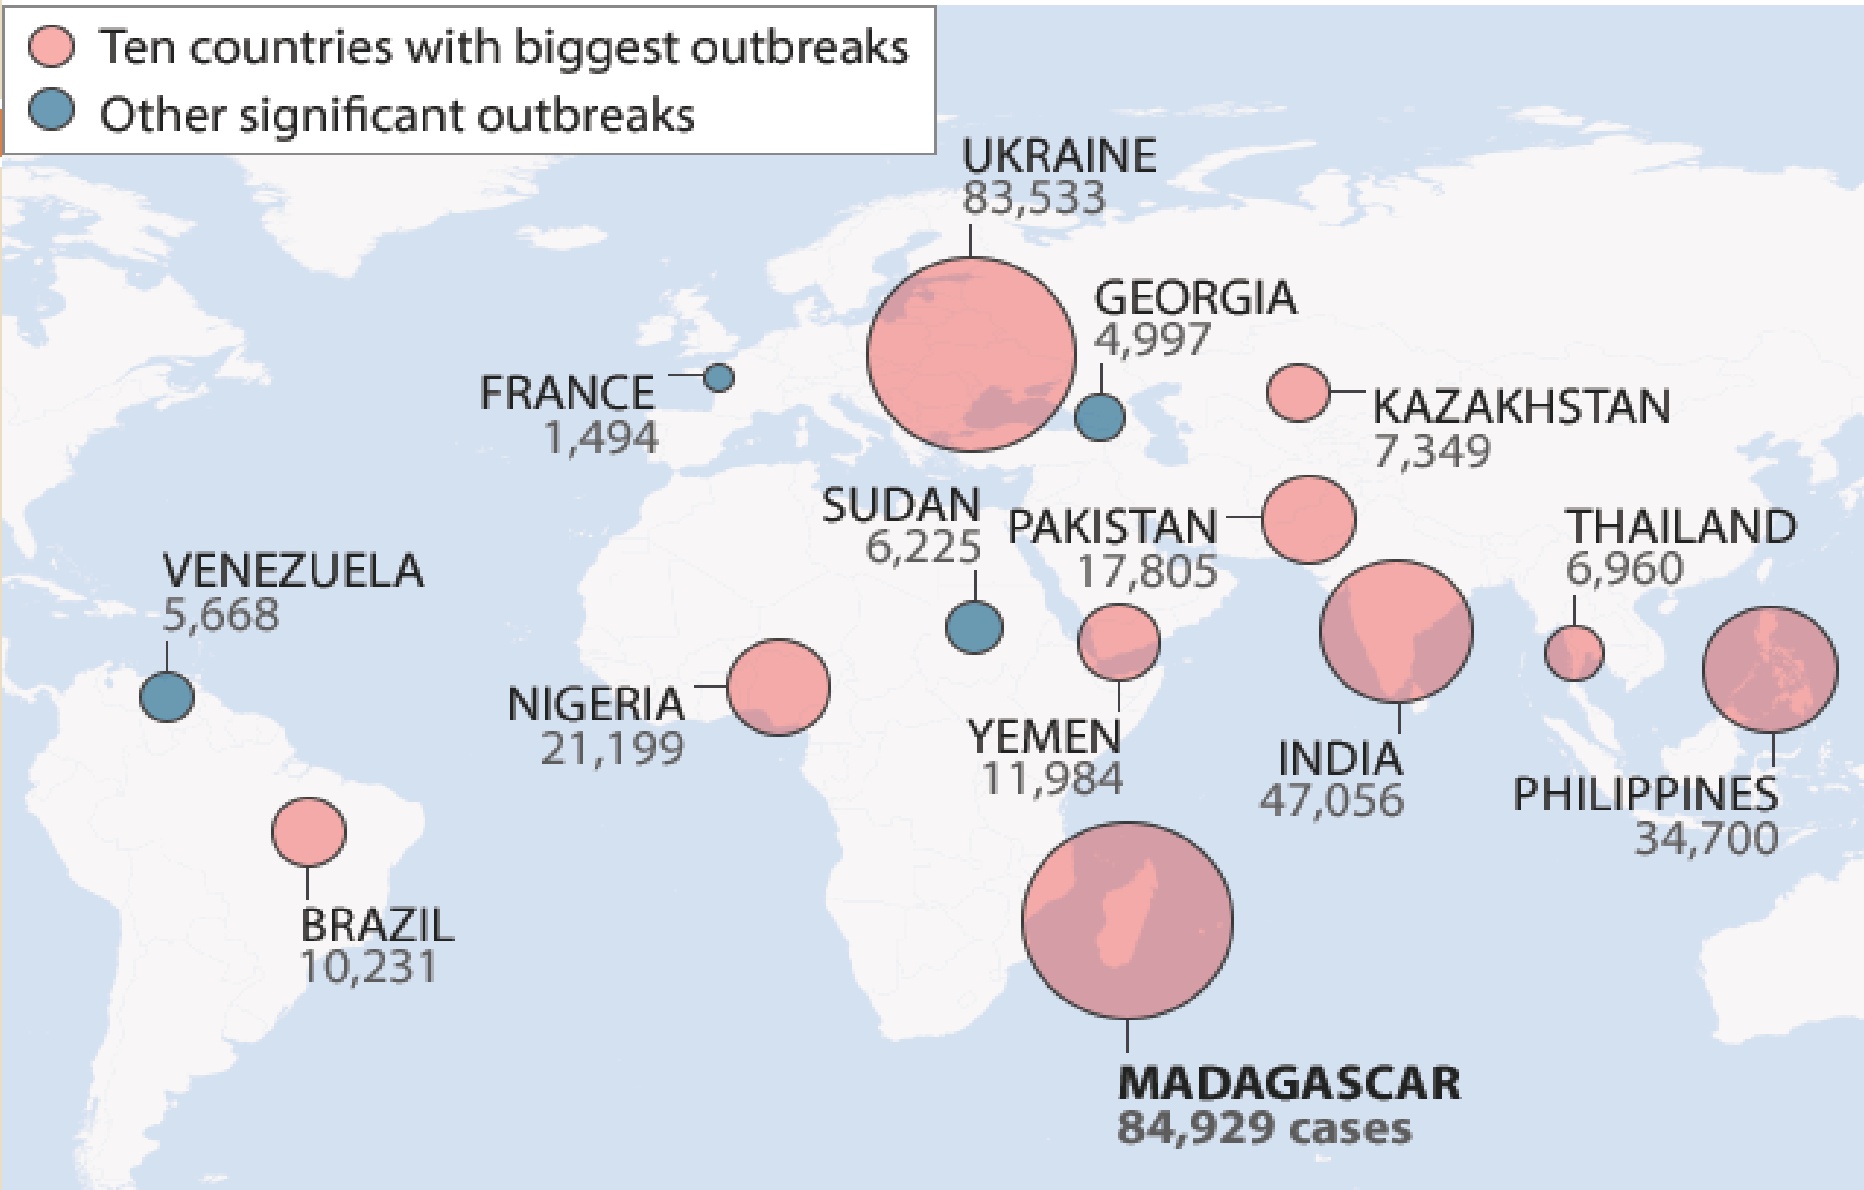 Ten countries with biggest outbreaks
Other significant outbreaks
UKRAINE
83,533
GEORGIA
4,997
FRANCE
1,494
KAZAKHSTAN
7,349
SUDAN
6,225
PAKISTAN
17,805
THAILAND
6,960
VENEZUELA
5,668
NIGERIA
21,199
YEMEN
11,984
INDIA
47,056
PHILIPPINES
34,700
BRAZIL
10,231
MADAGASCAR
84,929 cases